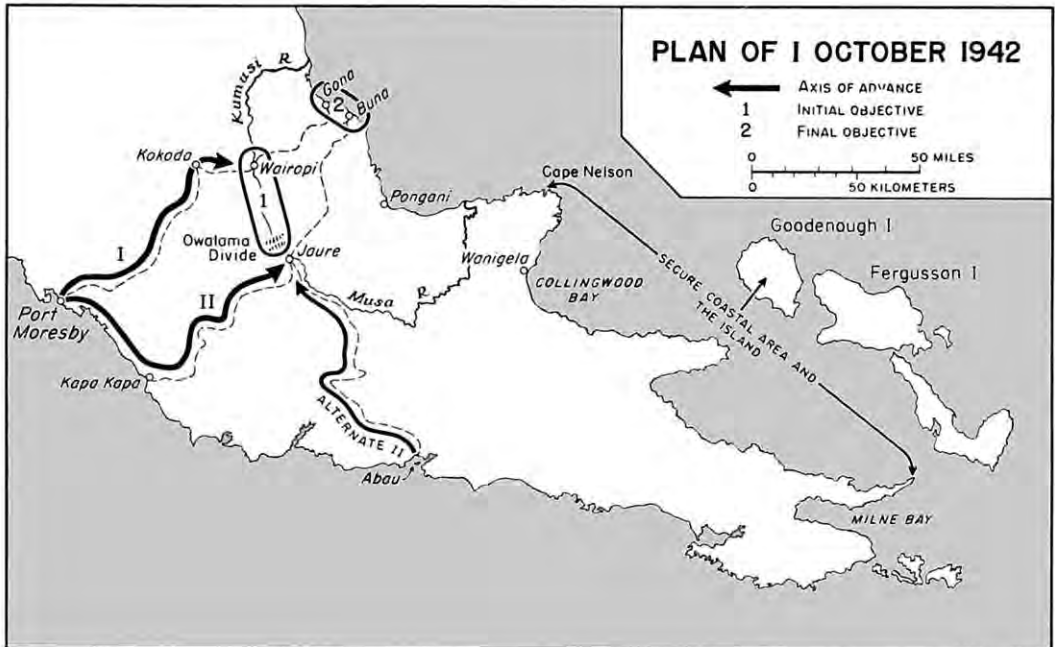 PLAN OF 1 OCTOBER 1942
AXIS OF ADVANCE
1 INITIAL OBJECTIVE
2 FINAL OBJECTIVE
0 50 MILES
0 50 KILOMETERS
Kumusi R
Gona
2
Buna
Kokoda
Wairopi
1
Pongani
Cape Nelson
Goodenough I
Fergusson I
I
Owalama
Divide
Jaure
Wanigela
COLLINGWOOD
BAY
SECURE COASTAL AREA AND
THE ISLAND
II
Musa R
Port
Moresby
Kapa Kapa
ALTERNATE II
Abau
MILNE BAY